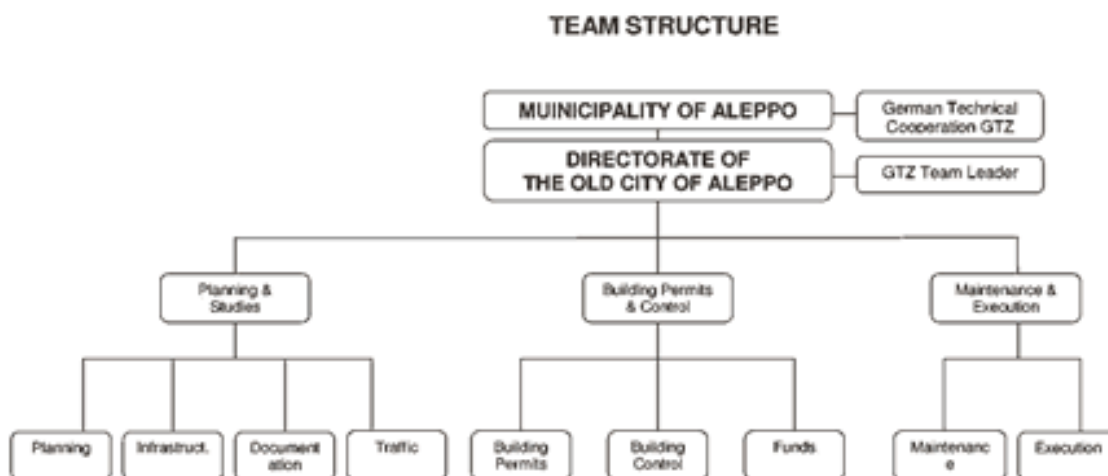 TEAM STRUCTURE
MUINICIPALITY OF ALEPPO
German Technical
Cooperation GTZ
DIRECTORATE OF
THE OLD CITY OF ALEPPO
GTZ Team Leader
Planning &
Studies
Building Permits
& Control
Maintenance &
Execution
Planning
Infrastruct.
Document
ation
Traffic
Building
Permits
Building
Control
Funds
Maintenanc
e
Execution